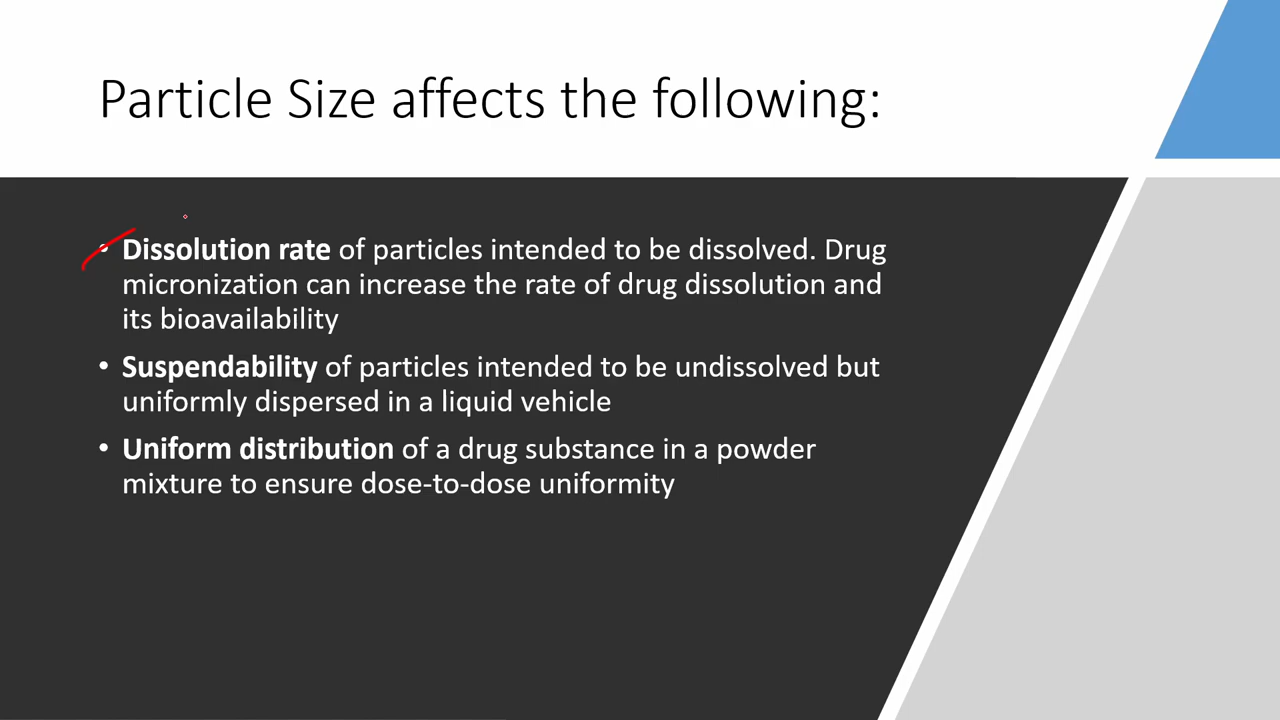 Particle Size affects the following:
• Dissolution rate of particles intended to be dissolved. Drug
micronization can increase the rate of drug dissolution and
its bioavailability
• Suspendability of particles intended to be undissolved but
uniformly dispersed in a liquid vehicle
• Uniform distribution of a drug substance in a powder
mixture to ensure dose-to-dose uniformity